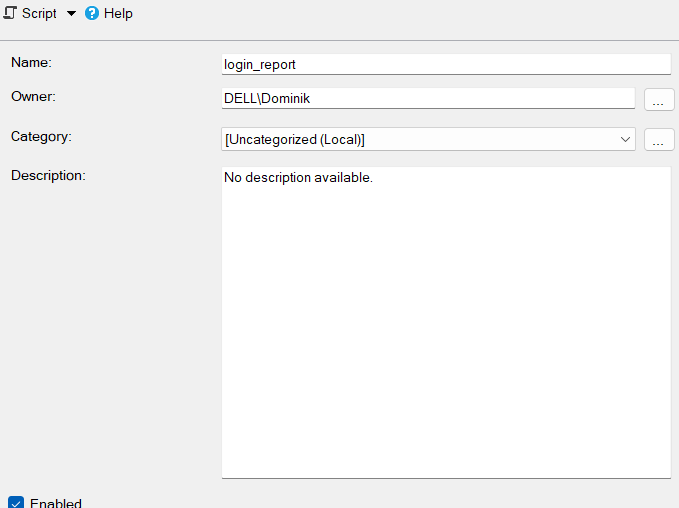 Script Help
Name: login_report
Owner: DELL\Dominik ...
Category: [Uncategorized (Local)] ...
Description: No description available.
Enabled